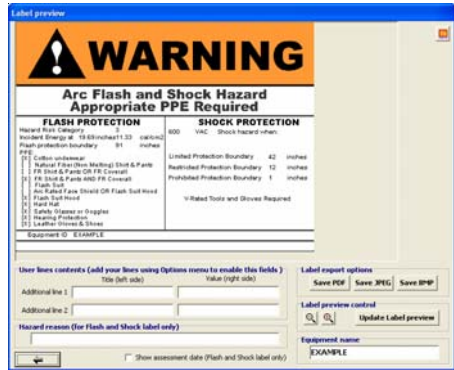 Label preview
WARNING
Arc Flash and Shock Hazard
Appropriate PPE Required
FLASH PROTECTION
Hazard Risk Category 3
Incident Energy at 18.69 inches 11.33 cal/cm2
Flash protection boundary 91 inches
PPE:
[X] Cotton underwear
[ ] Natural Fiber (Non Melting) Shirt & Pants
[ ] FR Shirt & Pants OR FR Coverall
[X] FR Shirt & Pants AND FR Coverall
[ ] Flash Suit
[ ] Arc Rated Face Shield OR Flash Suit Hood
[X] Flash Suit Hood
[X] Hard Hat
[X] Safety Glasses or Goggles
[X] Hearing Protection
[X] Leather Gloves & Shoes
SHOCK PROTECTION
600 VAC Shock hazard when:
Limited Protection Boundary 42 inches
Restricted Protection Boundary 12 inches
Prohibited Protection Boundary 1 inches
V-Rated Tools and Gloves Required
Equipment ID EXAMPLE
User lines contents (add your lines using Options menu to enable this fields )
Title (left side) Value (right side)
Additional line 1
Additional line 2
Hazard reason (for Flash and Shock label only)
Show assessment date (Flash and Shock label only)
Label export options
Save PDF Save JPEG Save BMP
Label preview control
Update Label preview
Equipment name
EXAMPLE